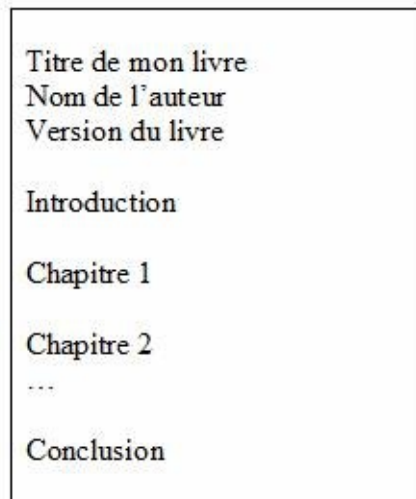 Titre de mon livre
Nom de l'auteur
Version du livre
Introduction
Chapitre 1
Chapitre 2
...
Conclusion